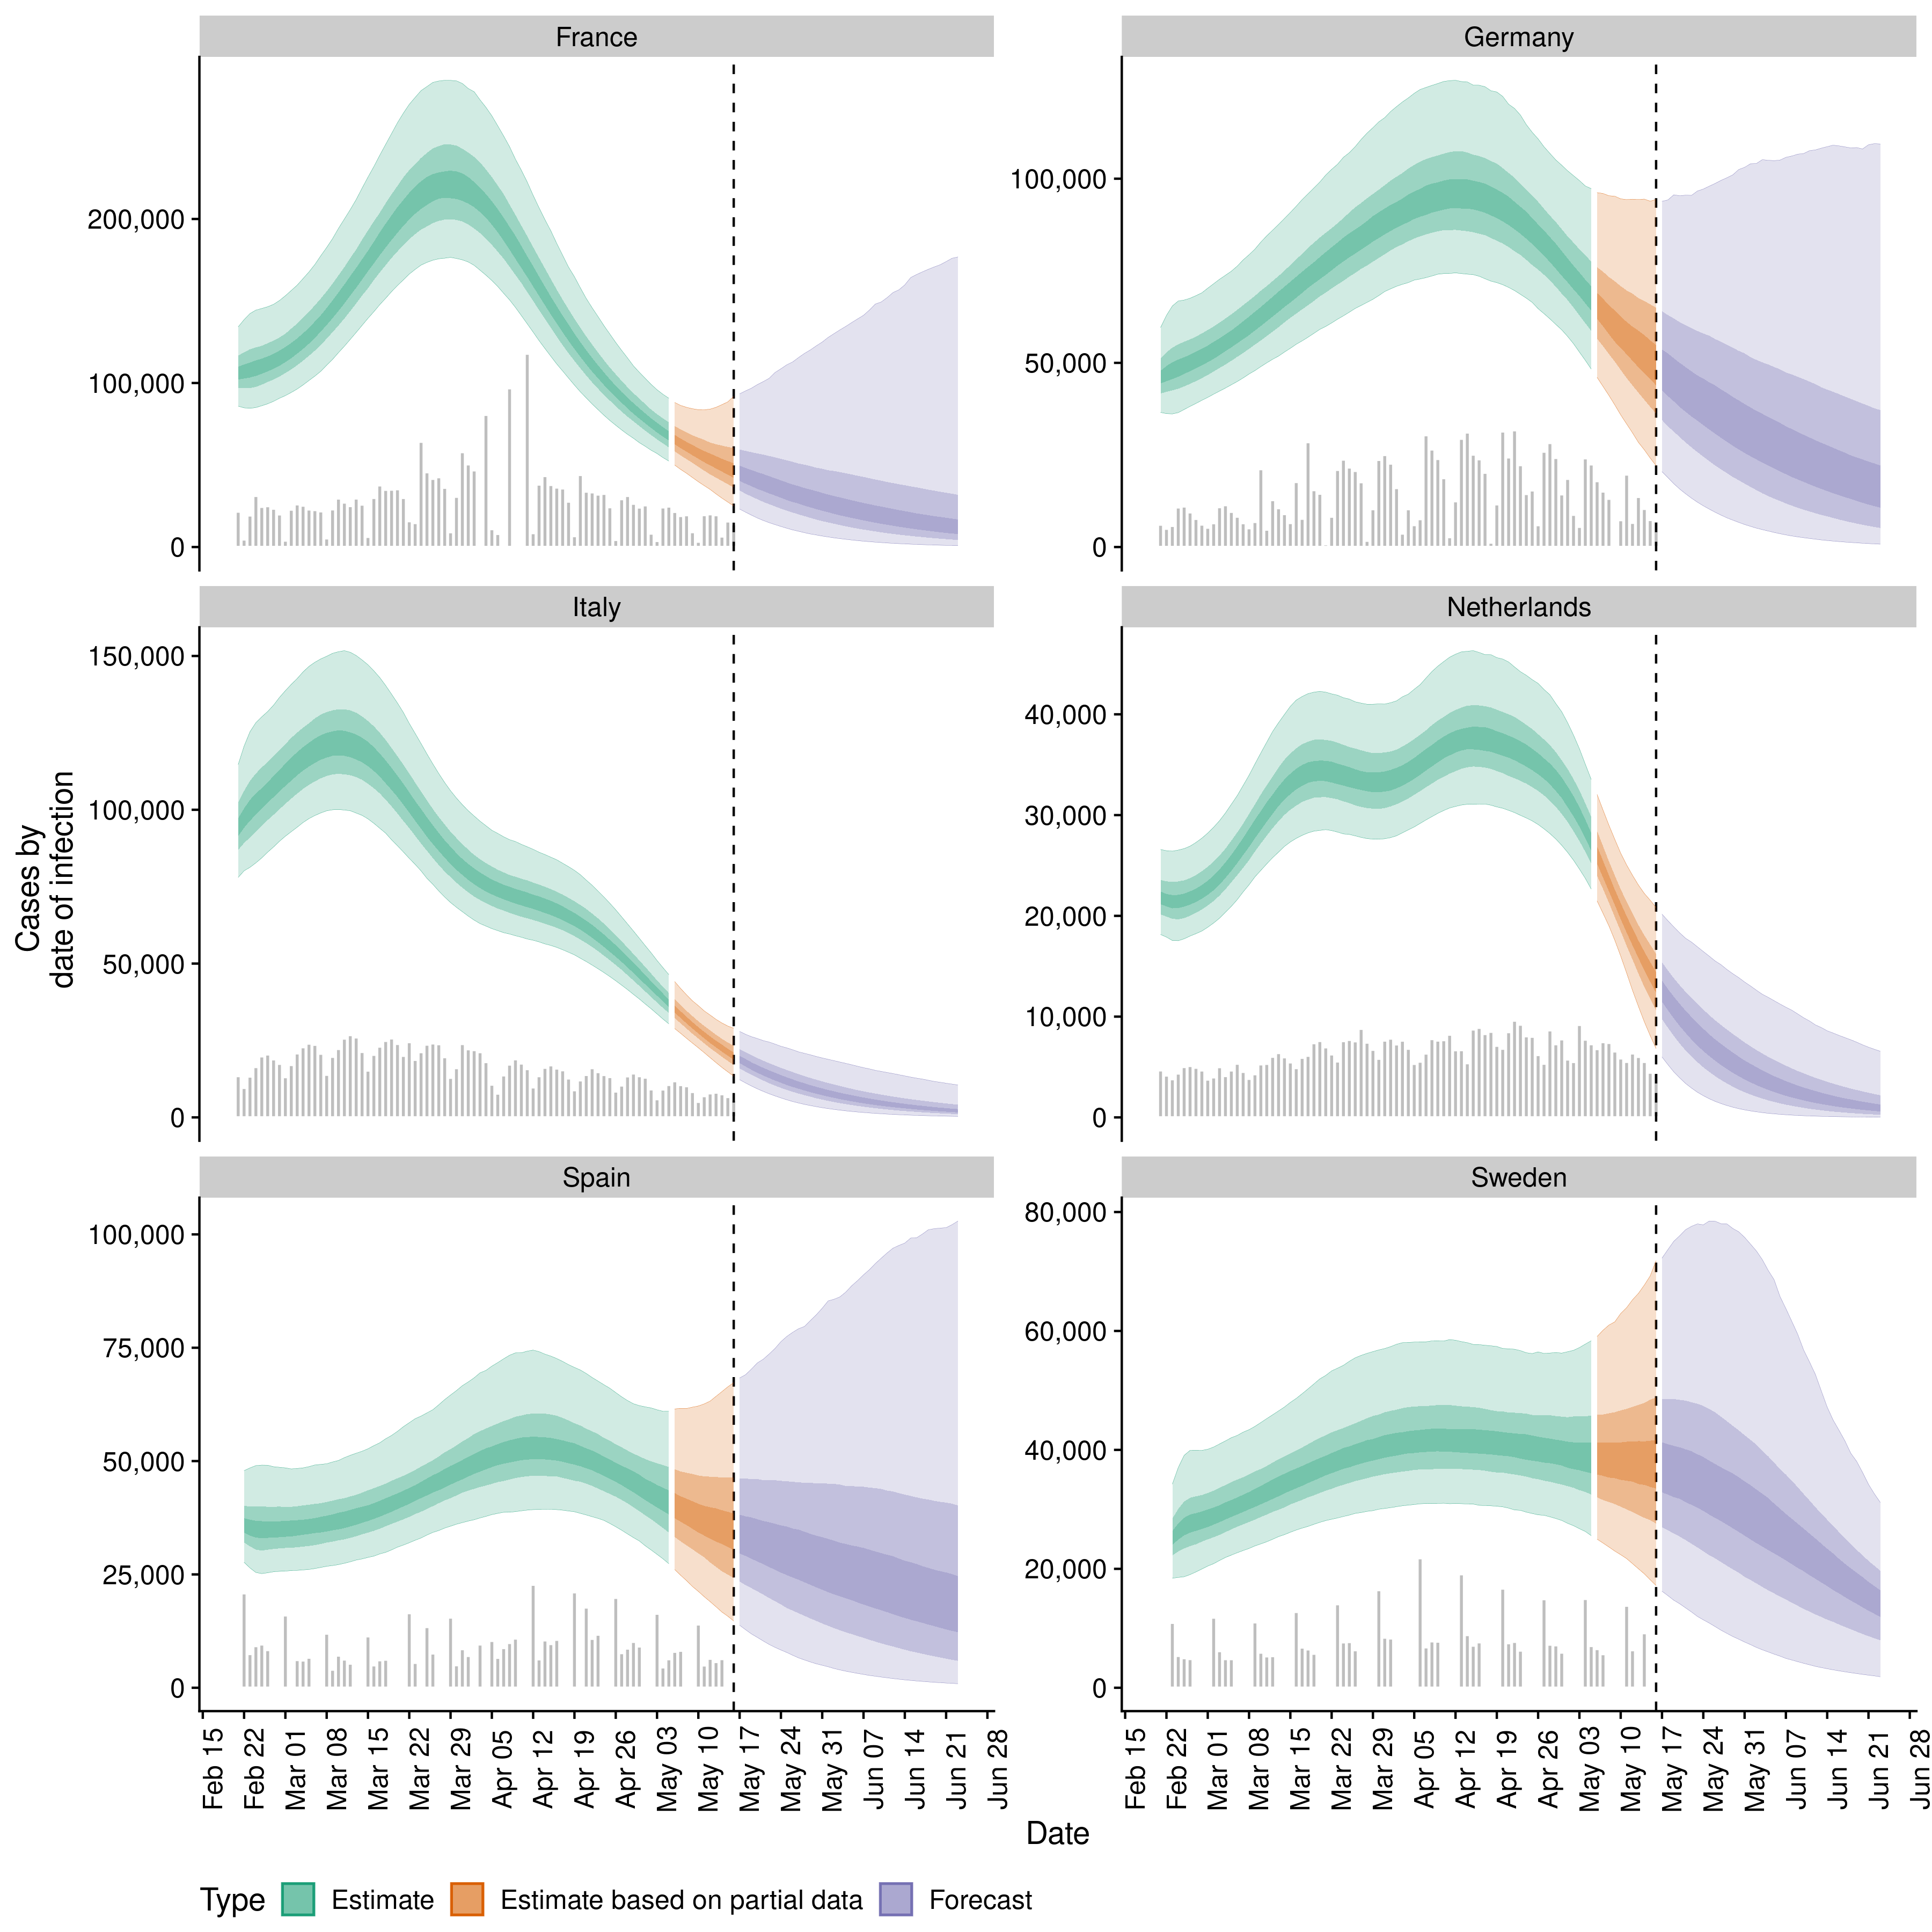 France
Germany
200,000
100,000
0
100,000
50,000
0
Italy
Netherlands
150,000
100,000
50,000
0
40,000
30,000
20,000
10,000
0
Spain
Sweden
100,000
75,000
50,000
25,000
0
80,000
60,000
40,000
20,000
0
Cases by
date of infection
Feb 15
Feb 22
Mar 01
Mar 08
Mar 15
Mar 22
Mar 29
Apr 05
Apr 12
Apr 19
Apr 26
May 03
May 10
May 17
May 24
May 31
Jun 07
Jun 14
Jun 21
Jun 28
Feb 15
Feb 22
Mar 01
Mar 08
Mar 15
Mar 22
Mar 29
Apr 05
Apr 12
Apr 19
Apr 26
May 03
May 10
May 17
May 24
May 31
Jun 07
Jun 14
Jun 21
Jun 28
Date
Type Estimate Estimate based on partial data Forecast